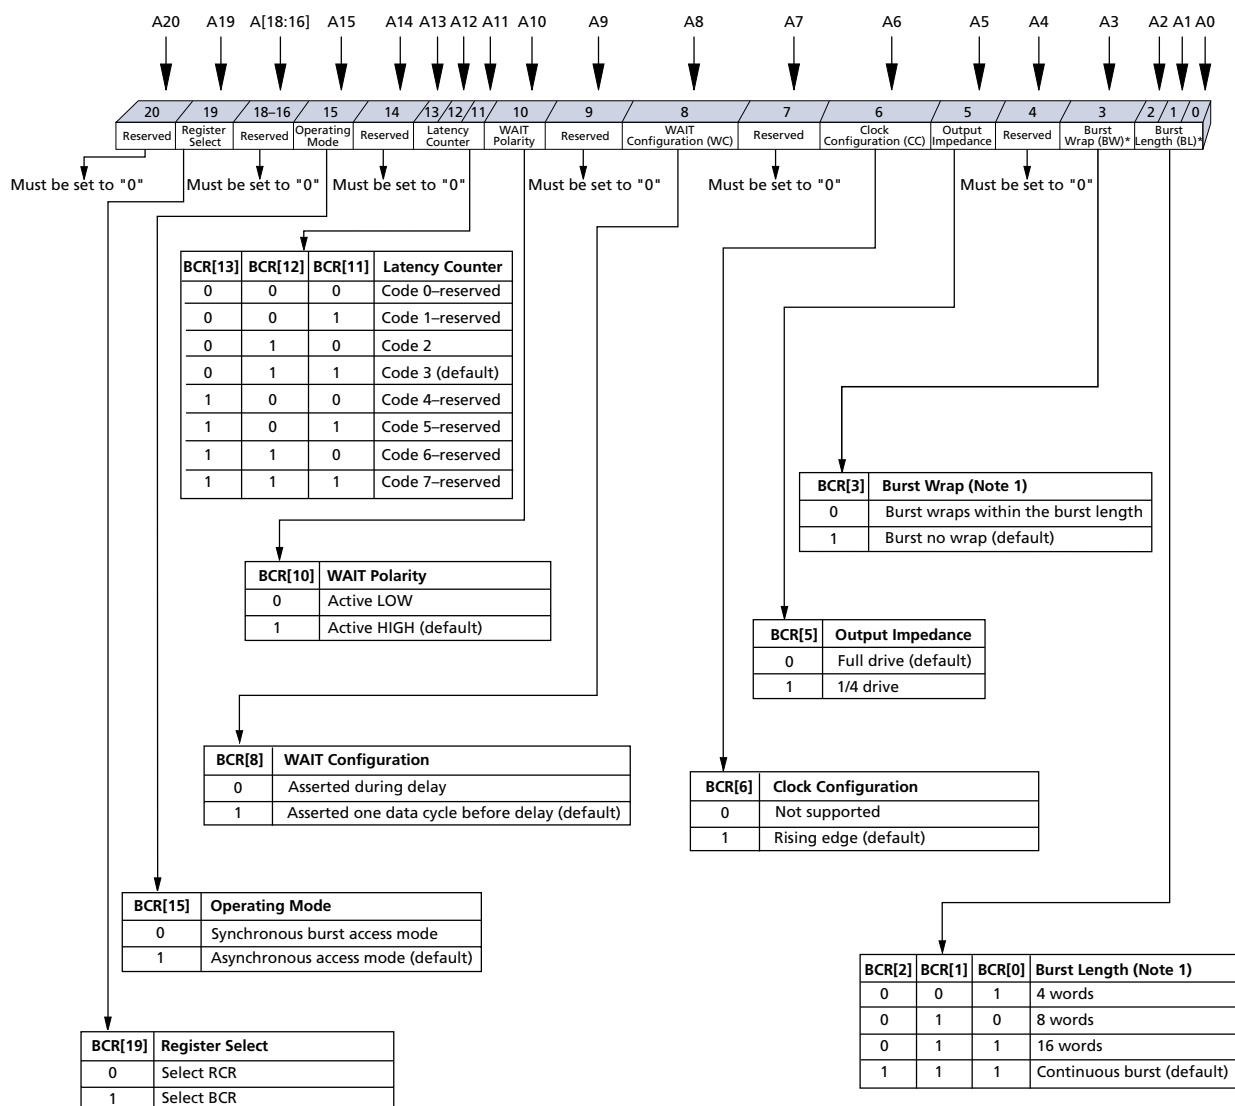 A20 A19 A[18:16] A15 A14 A13 A12 A11 A10 A9 A8 A7 A6 A5 A4 A3 A2 A1 A0
20 19 18–16 15 14 13 12 11 10 9 8 7 6 5 4 3 2 1 0
Reserved
Register
Select
Reserved
Operating
Mode
Reserved
Latency
Counter
WAIT
Polarity
Reserved
WAIT
Configuration (WC)
Reserved
Clock
Configuration (CC)
Output
Impedance
Reserved
Burst
Wrap (BW)*
Burst
Length (BL)*
Must be set to "0" Must be set to "0" Must be set to "0" Must be set to "0" Must be set to "0" Must be set to "0"
BCR[13] BCR[12] BCR[11] Latency Counter
0 0 0 Code 0–reserved
0 0 1 Code 1–reserved
0 1 0 Code 2
0 1 1 Code 3 (default)
1 0 0 Code 4–reserved
1 0 1 Code 5–reserved
1 1 0 Code 6–reserved
1 1 1 Code 7–reserved
BCR[3] Burst Wrap (Note 1)
0 Burst wraps within the burst length
1 Burst no wrap (default)
BCR[10] WAIT Polarity
0 Active LOW
1 Active HIGH (default)
BCR[5] Output Impedance
0 Full drive (default)
1 1/4 drive
BCR[8] WAIT Configuration
0 Asserted during delay
1 Asserted one data cycle before delay (default)
BCR[6] Clock Configuration
0 Not supported
1 Rising edge (default)
BCR[15] Operating Mode
0 Synchronous burst access mode
1 Asynchronous access mode (default)
BCR[2] BCR[1] BCR[0] Burst Length (Note 1)
0 0 1 4 words
0 1 0 8 words
0 1 1 16 words
1 1 1 Continuous burst (default)
BCR[19] Register Select
0 Select RCR
1 Select BCR